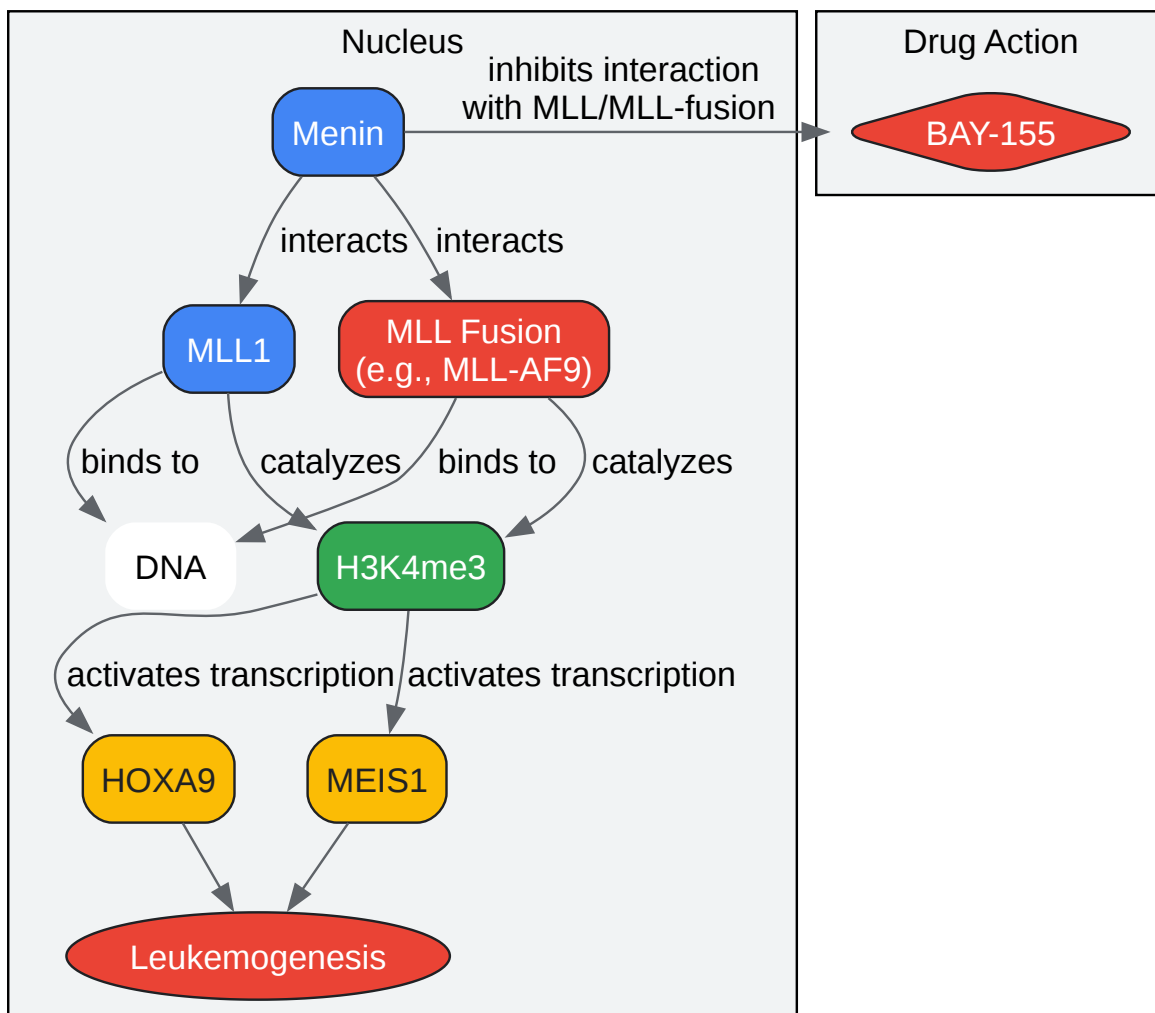 Nucleus
Drug Action
inhibits interaction
with MLL/MLL-fusion
Menin
BAY-155
interacts
interacts
MLL1
MLL Fusion
(e.g., MLL-AF9)
binds to
catalyzes
binds to
catalyzes
DNA
H3K4me3
activates transcription
activates transcription
HOXA9
MEIS1
Leukemogenesis